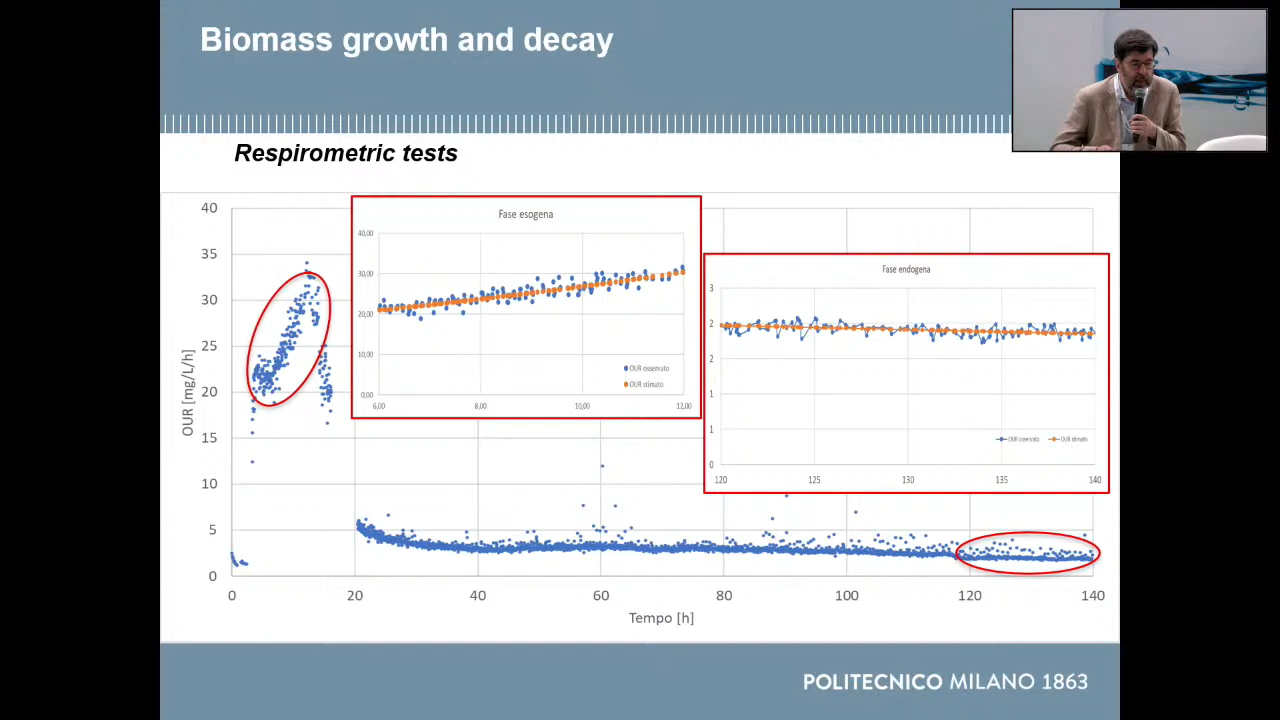 Biomass growth and decay
Respirometric tests
40
35
30
25
20
15
10
5
0
OUR [mg/L/h]
0 20 40 60 80 100 120 140
Tempo [h]
Fase esogena
40,00
30,00
20,00
10,00
0,00
6,00 8,00 10,00 12,00
OUR osservato
OUR stimato
Fase endogena
3
2
2
1
1
0
120 125 130 135 140
OUR osservato OUR stimato
POLITECNICO MILANO 1863